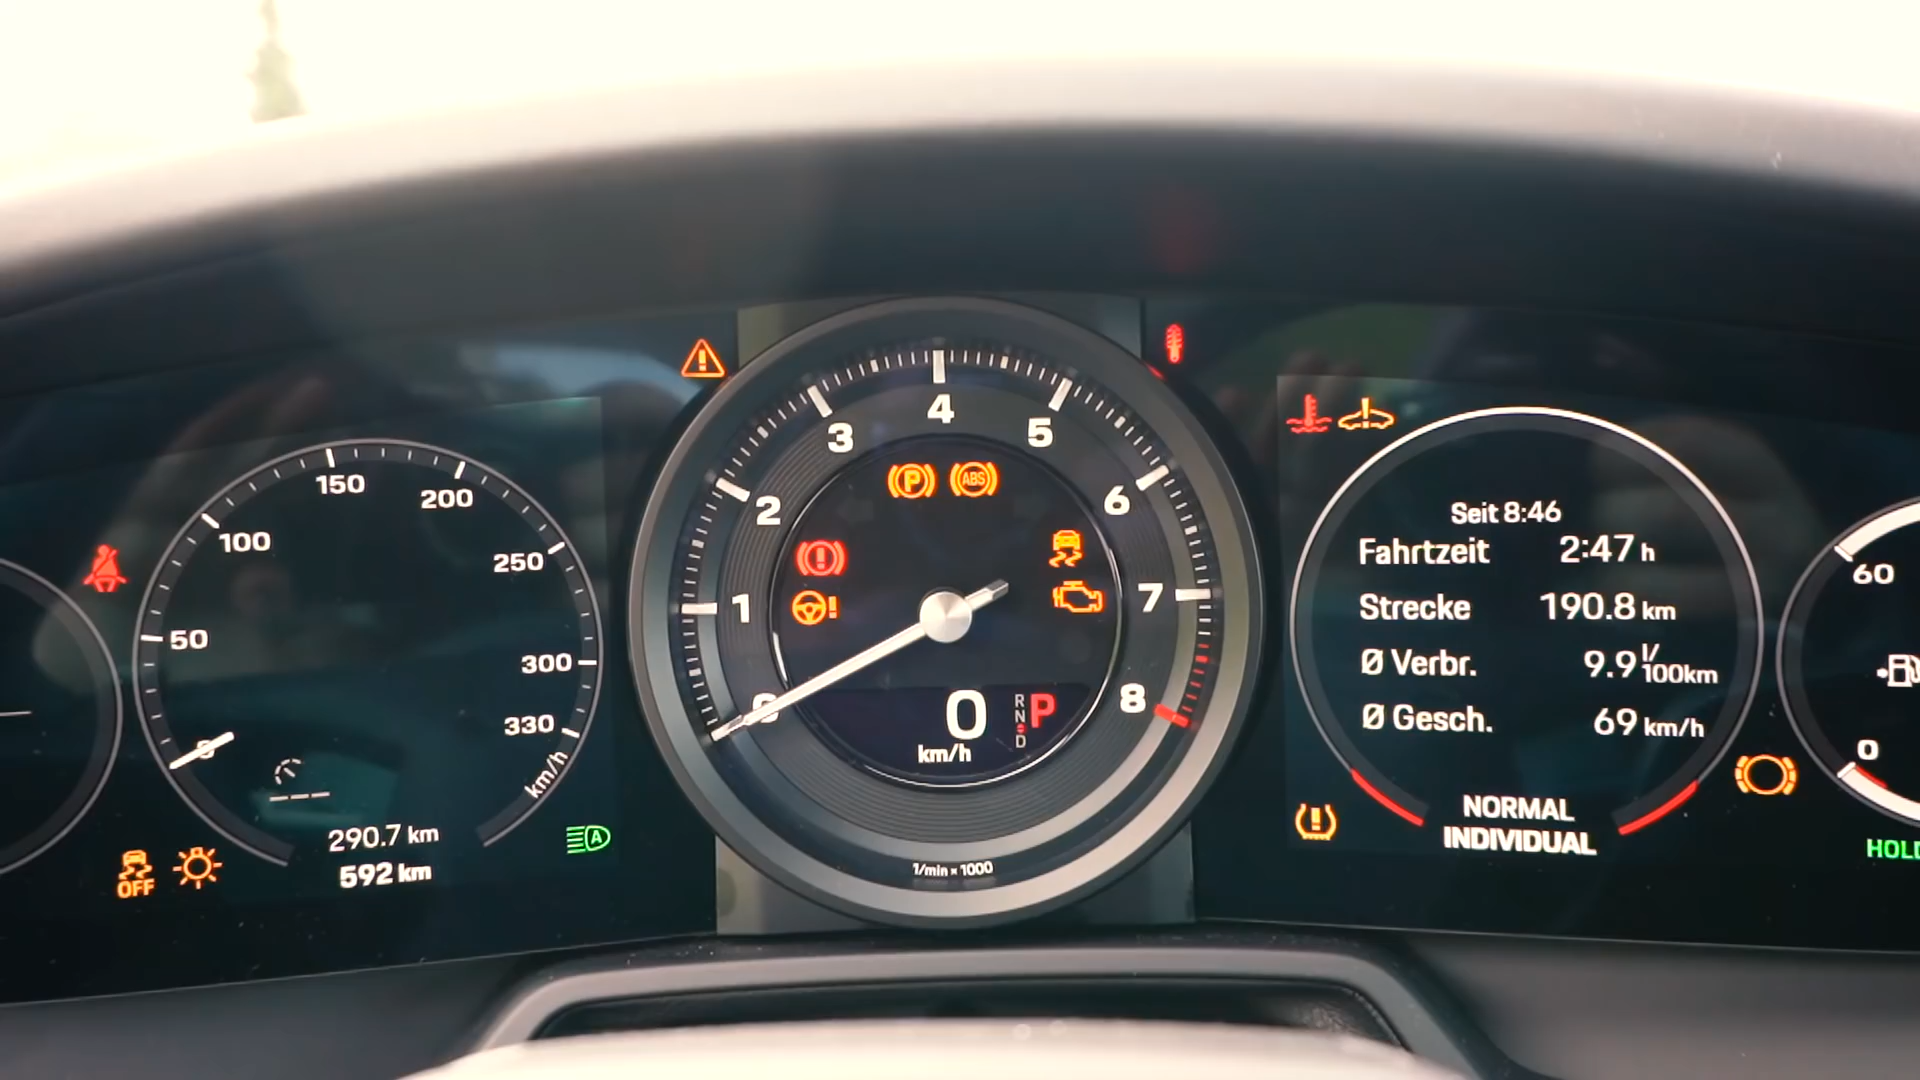 150
200
100
250
50
300
330
0
km/h
290.7 km
592 km
OFF
A
4
3
5
2
6
1
7
0
8
P
ABS
0
km/h
R
N
D
P
1/min × 1000
Seit 8:46
Fahrtzeit 2:47 h
Strecke 190.8 km
Ø Verbr. 9.9 l/100km
Ø Gesch. 69 km/h
NORMAL
INDIVIDUAL
60
0
HOLD